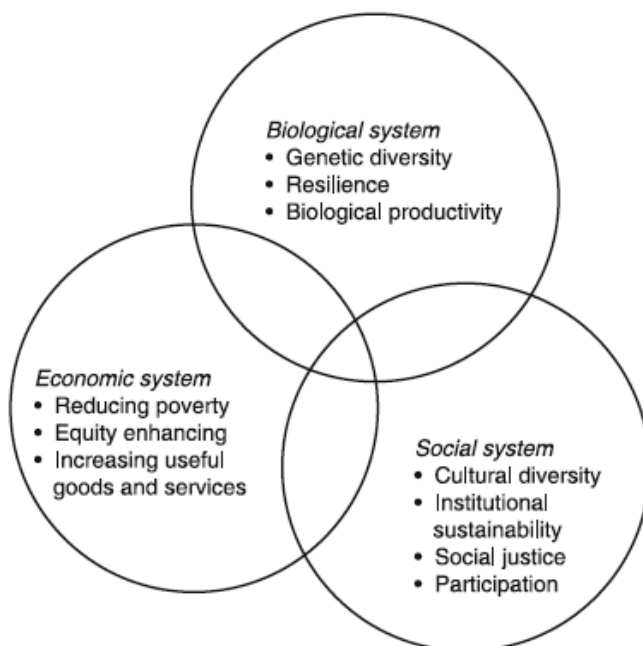 Biological system
• Genetic diversity
• Resilience
• Biological productivity
Economic system
• Reducing poverty
• Equity enhancing
• Increasing useful
goods and services
Social system
• Cultural diversity
• Institutional
sustainability
• Social justice
• Participation